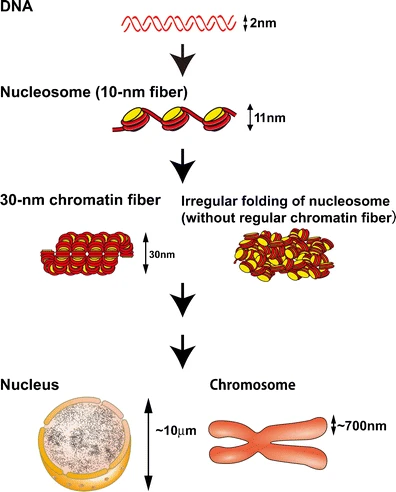 DNA
2nm
Nucleosome (10-nm fiber)
11nm
30-nm chromatin fiber
Irregular folding of nucleosome
(without regular chromatin fiber)
30nm
Nucleus
Chromosome
~10µm
~700nm